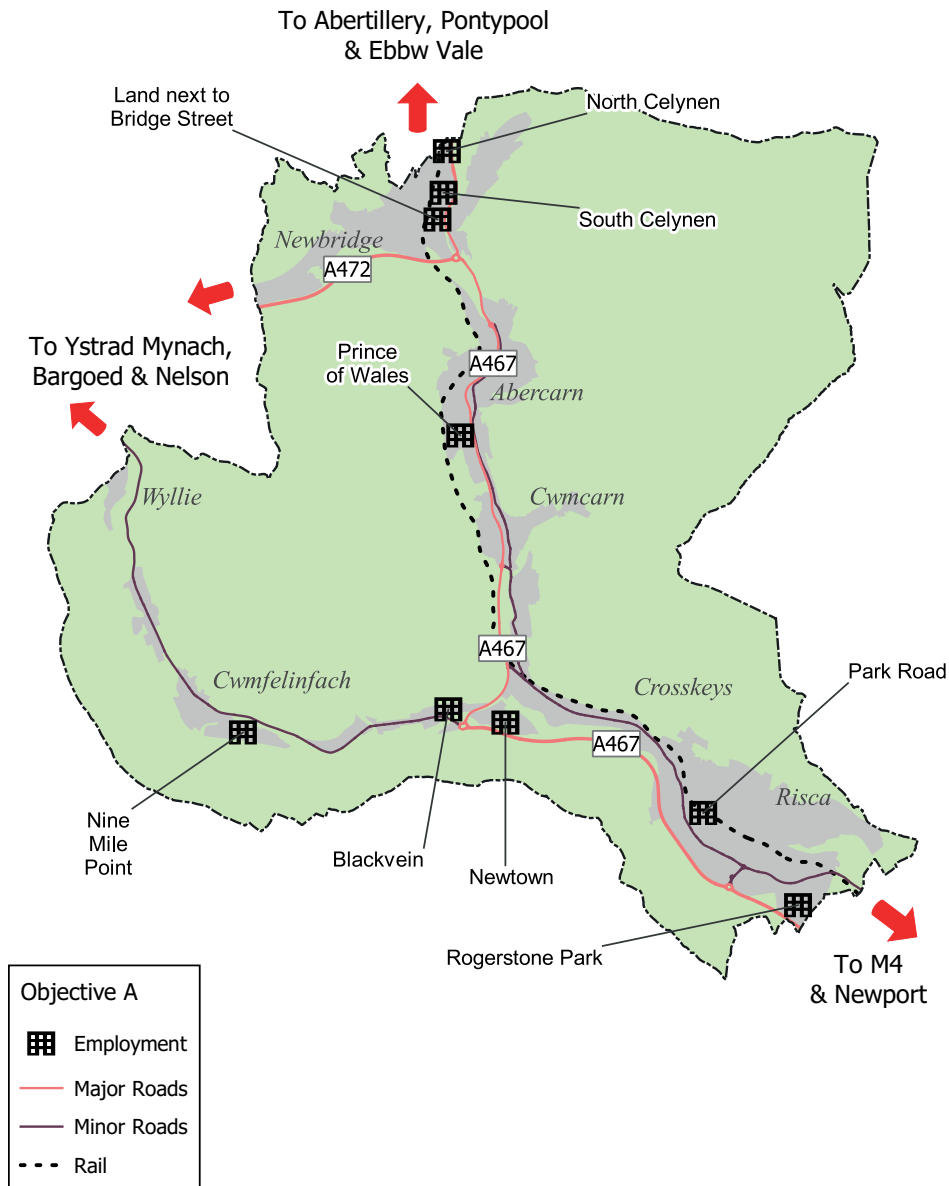 To Abertillery, Pontypool
& Ebbw Vale
Land next to
Bridge Street
North Celynen
South Celynen
Newbridge
A472
To Ystrad Mynach,
Bargoed & Nelson
Prince
of Wales
A467
Abercarn
Wyllie
Cwmcarn
A467
Cwmfelinfach
Crosskeys
Park Road
A467
Risca
Nine
Mile
Point
Blackvein
Newtown
Rogerstone Park
To M4
& Newport
Objective A
Employment
Major Roads
Minor Roads
Rail